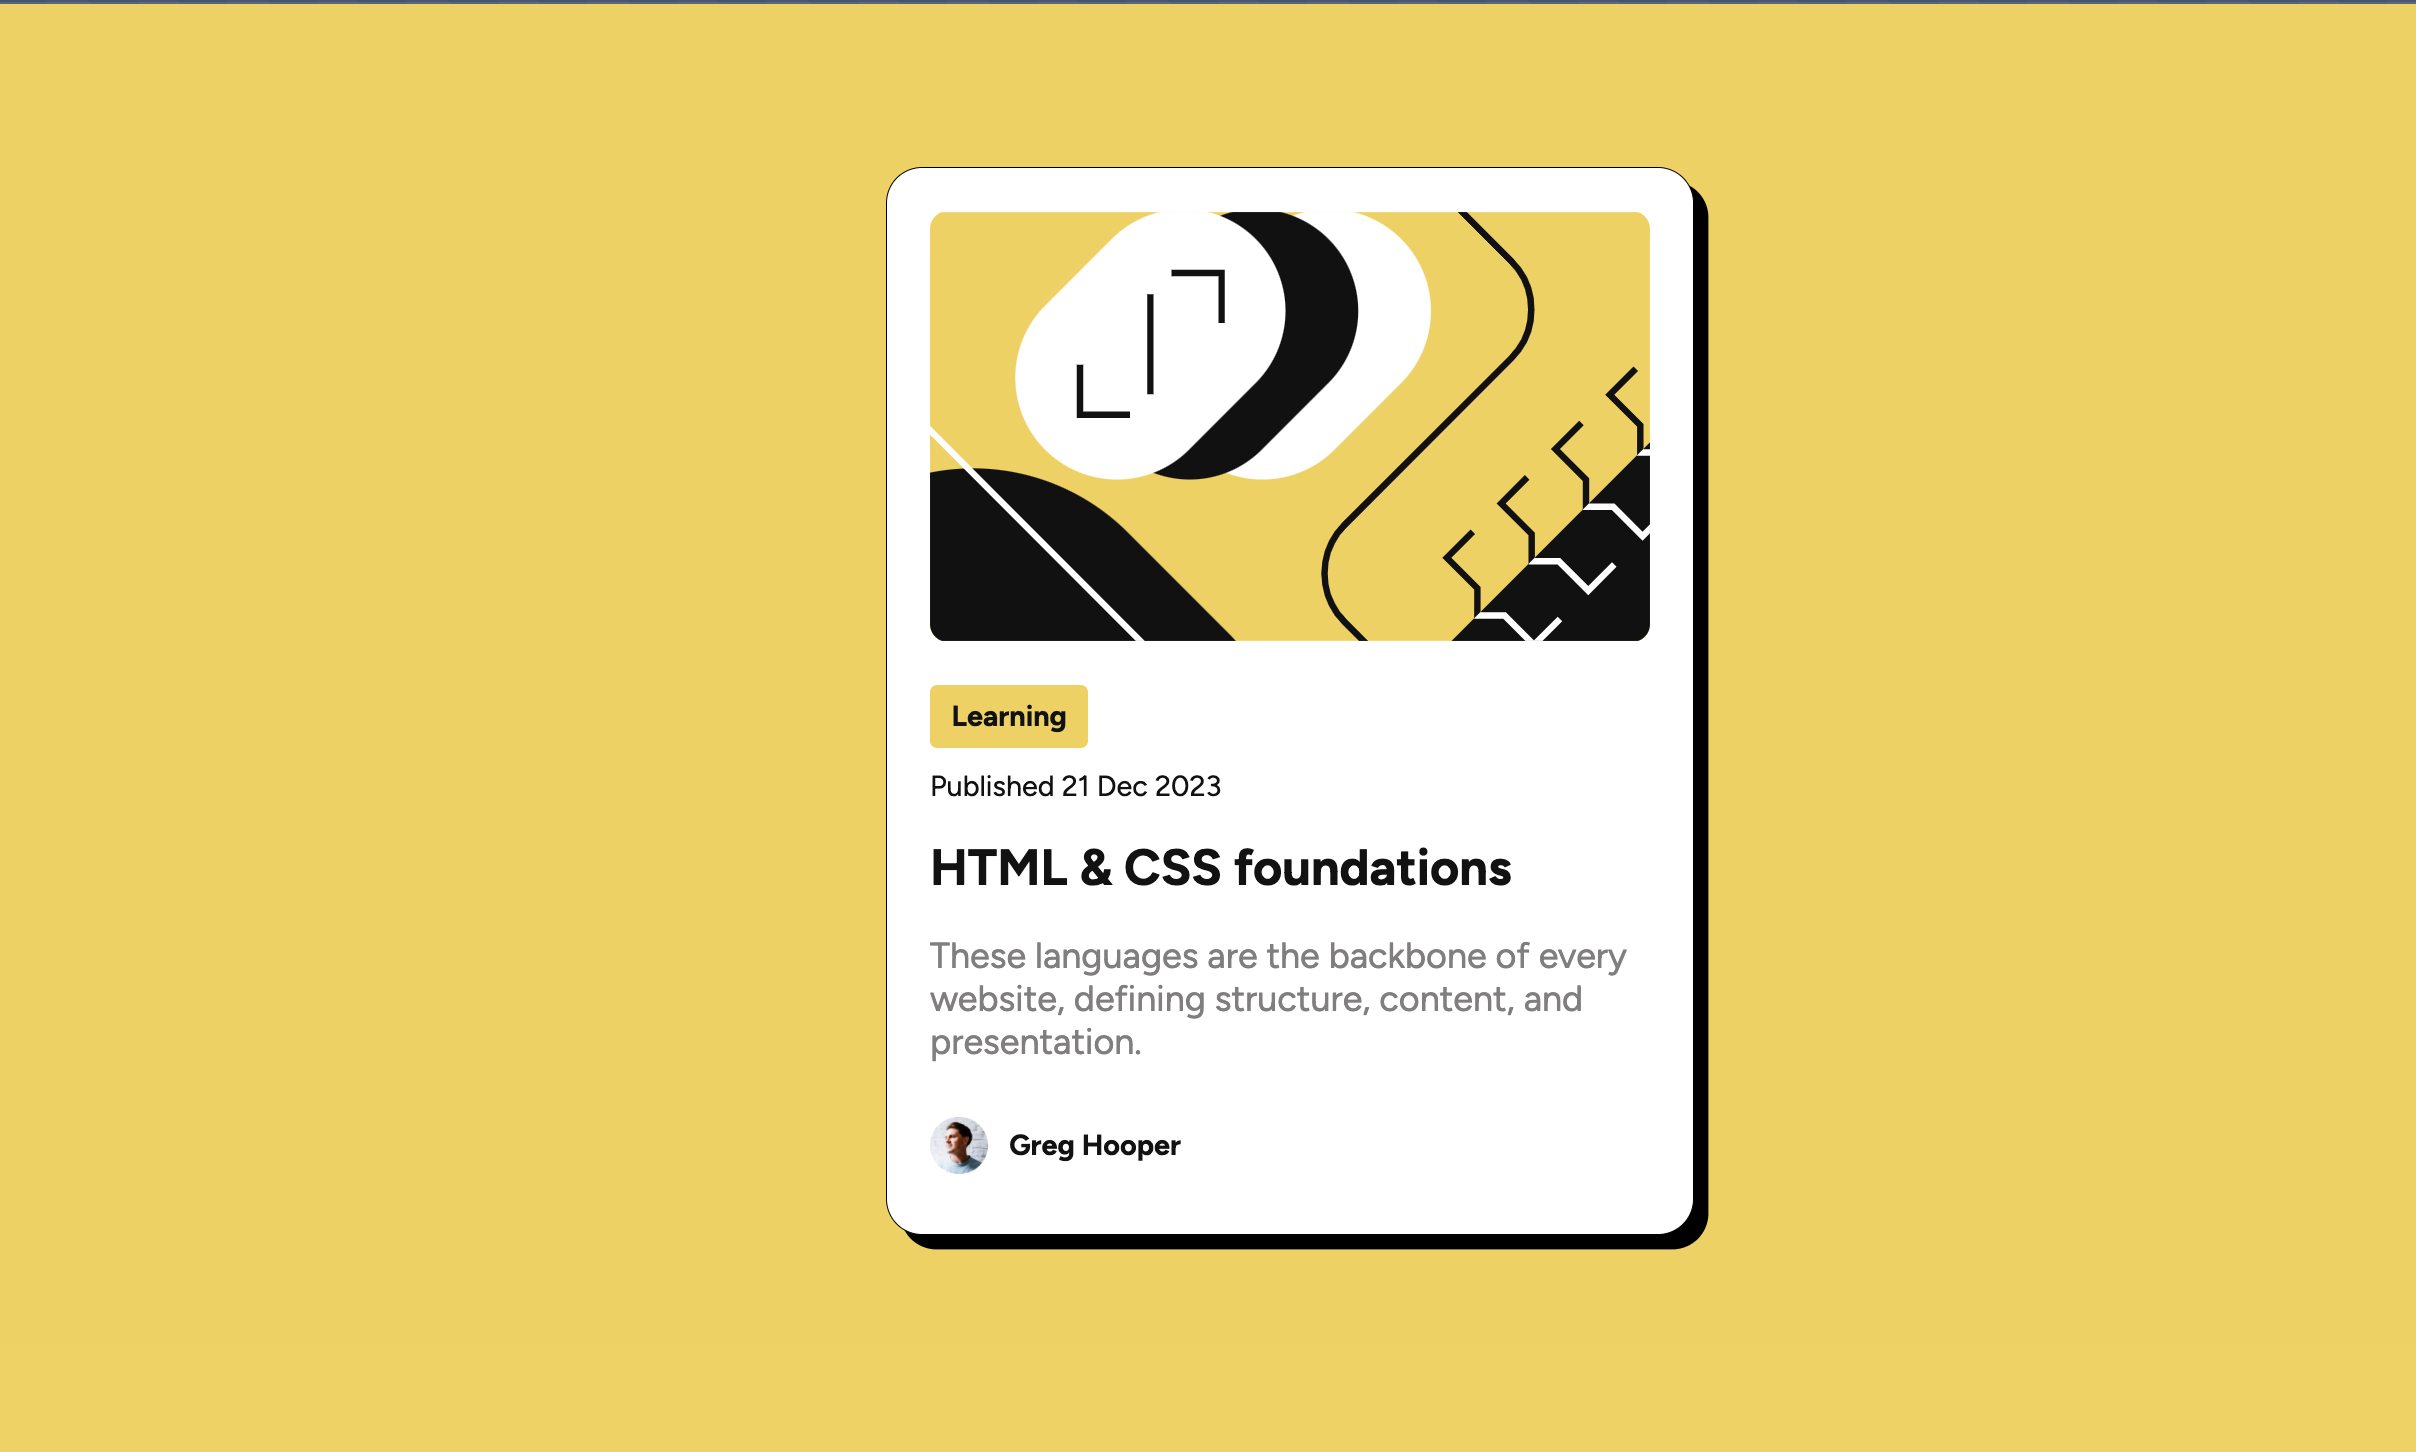 Learning
Published 21 Dec 2023
HTML & CSS foundations
These languages are the backbone of every
website, defining structure, content, and
presentation.
Greg Hooper